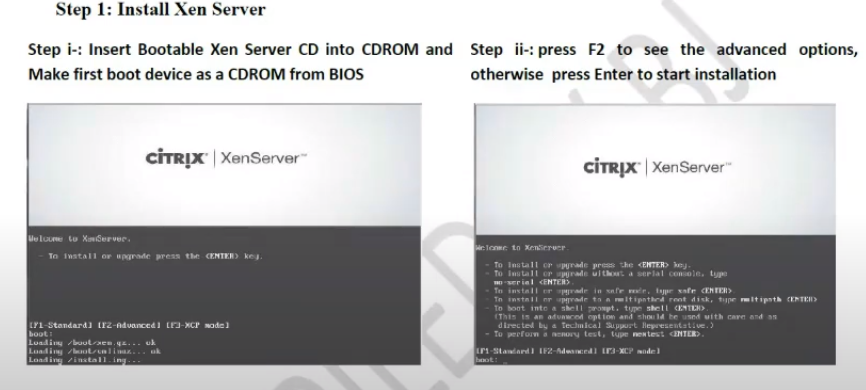 Step 1: Install Xen Server
Step i-: Insert Bootable Xen Server CD into CDROM and
Make first boot device as a CDROM from BIOS
Step ii-: press F2 to see the advanced options,
otherwise press Enter to start installation
CİTRIX XenServer™
Welcome to XenServer.
- To install or upgrade press the <ENTER> key.
[F1-Standard] [F2-Advanced] [F3-XCP mode]
boot:
Loading /boot/xen.gz... ok
Loading /boot/vmlinuz... ok
Loading /install.img...
CİTRIX XenServer™
Welcome to XenServer
- To install or upgrade press the <ENTER> key.
- To install or upgrade without a serial console, type
no-serial <ENTER>.
- To install or upgrade in safe mode, type safe <ENTER>.
- To install or upgrade to a multipathed root disk, type multipath <ENTER>
- To boot into a shell prompt, type shell <ENTER>.
(This is an advanced option and should be used with care and as
directed by a Technical Support Representative.)
- To perform a memory test, type memtest <ENTER>.
[F1-Standard] [F2-Advanced] [F3-XCP mode]
boot: _